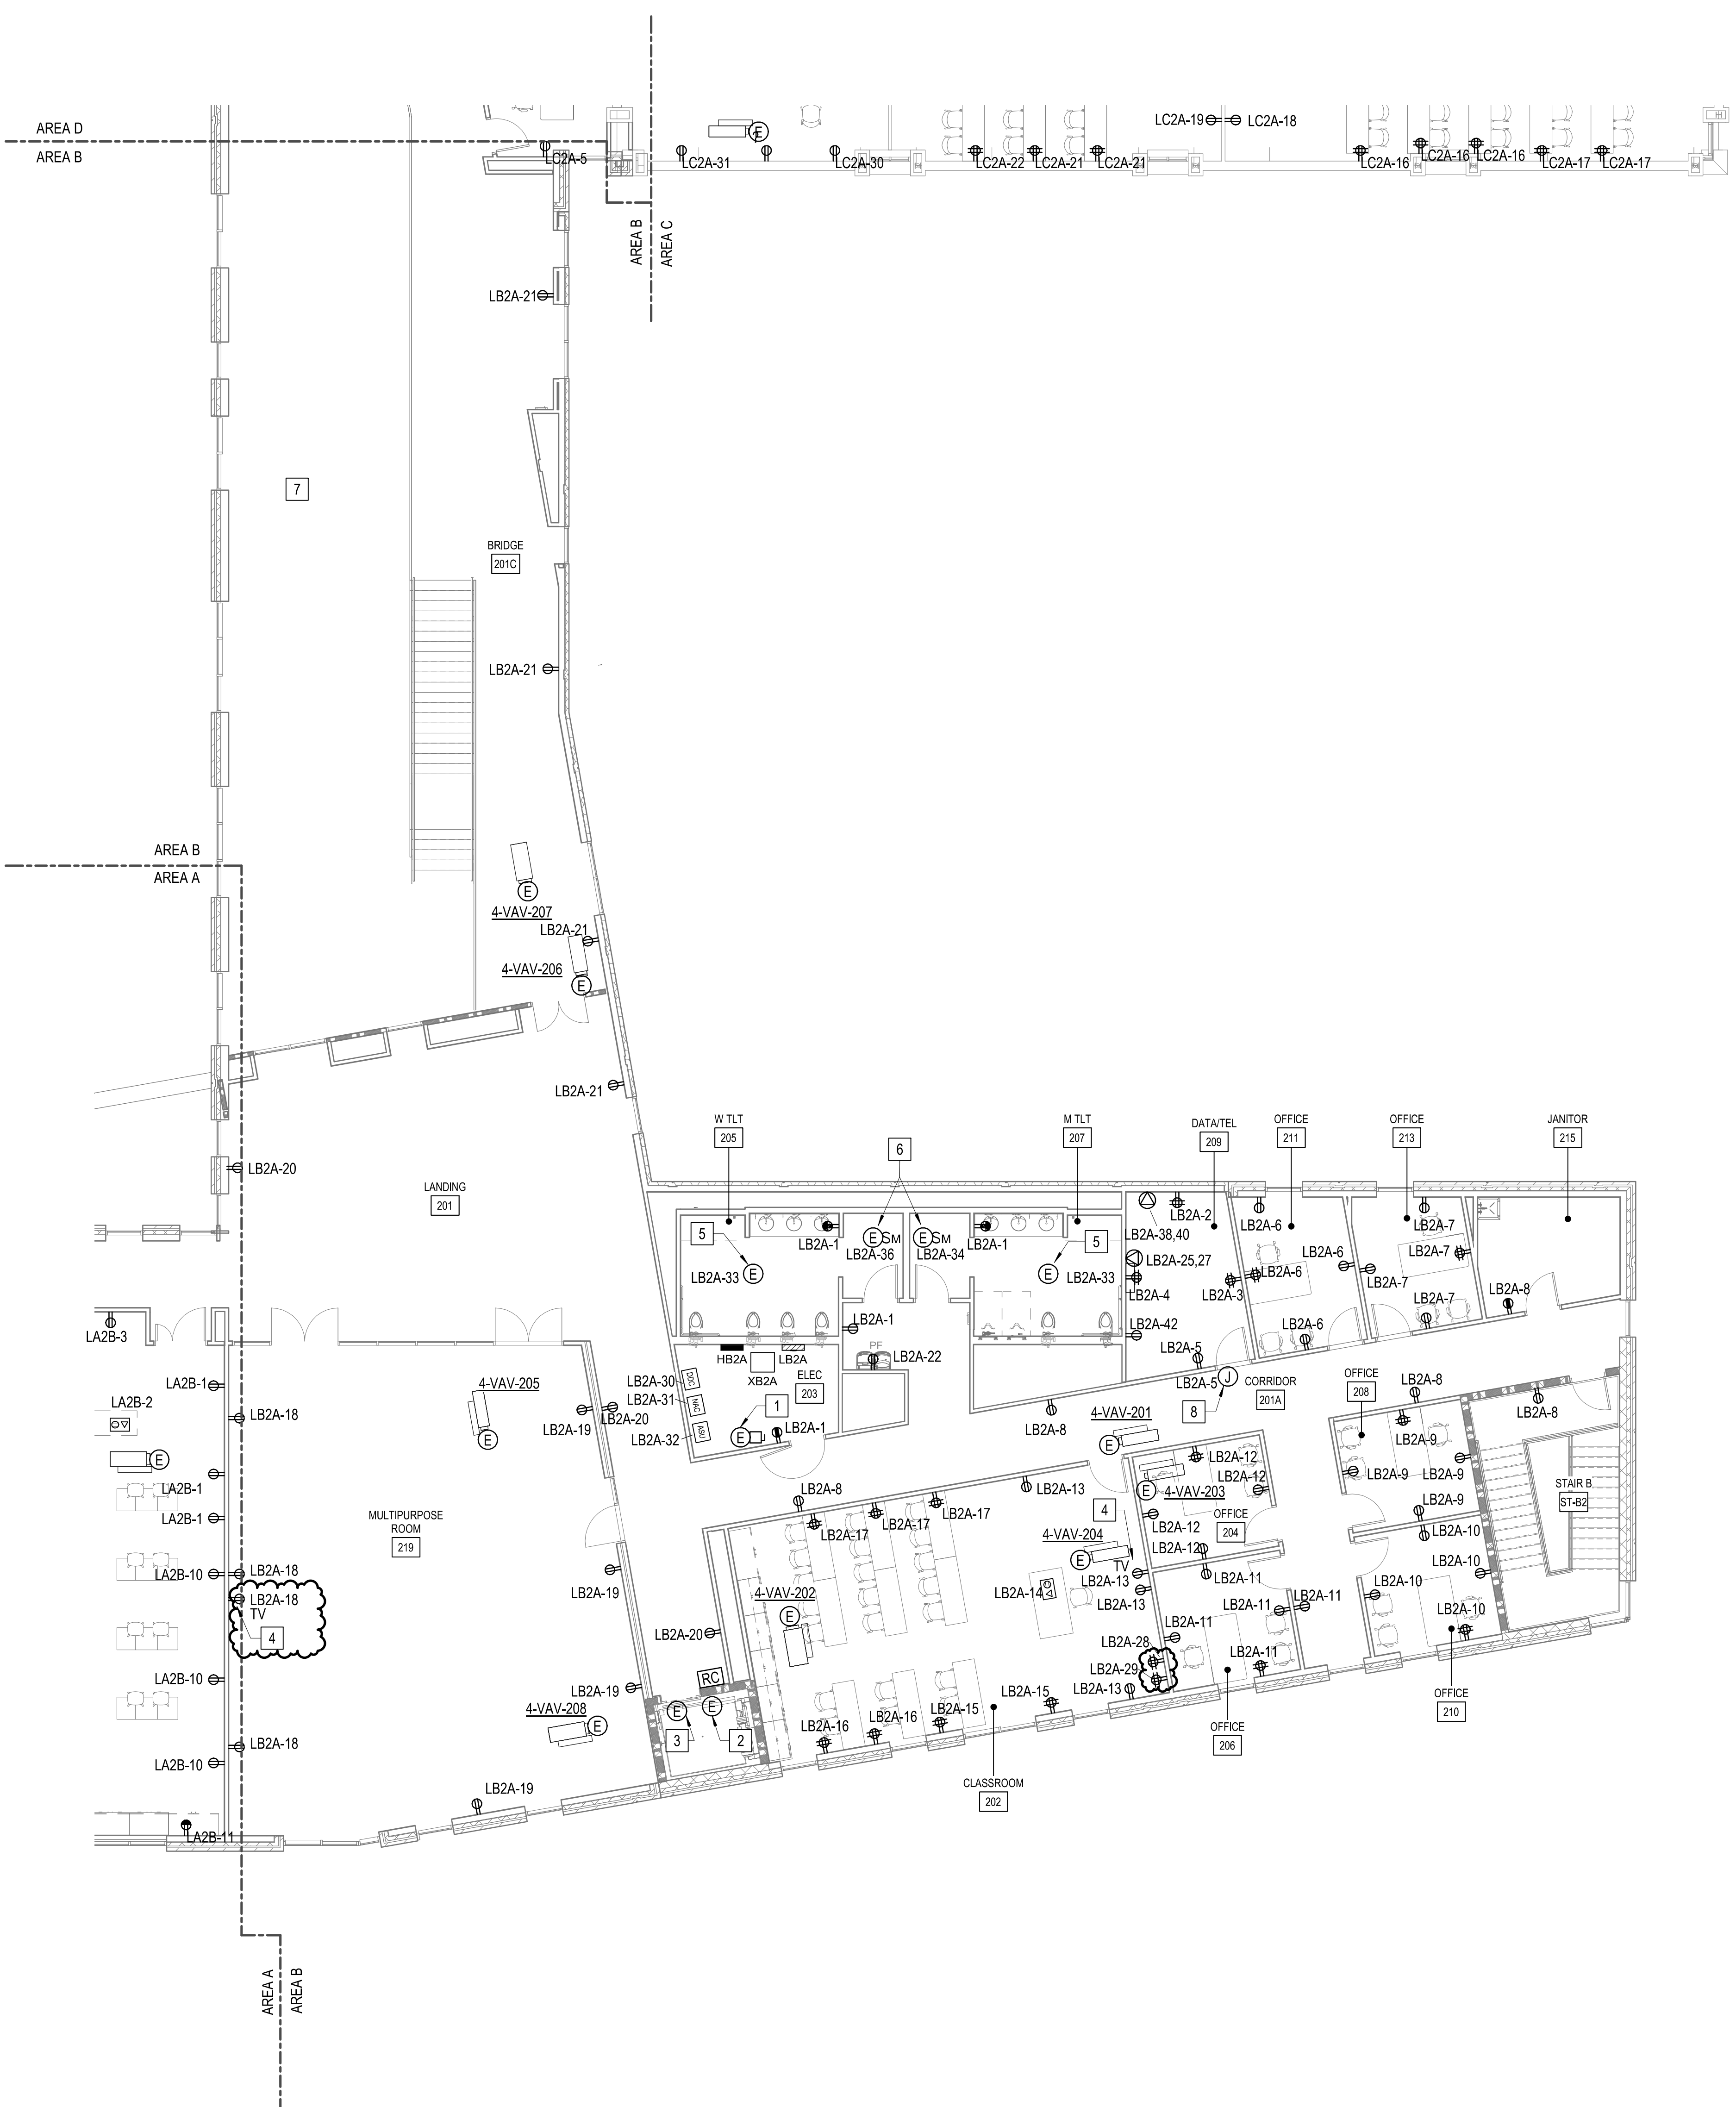 AREA D
AREA B
LC2A-5
E
LC2A-31
LC2A-30
LC2A-22
LC2A-21
LC2A-21
LC2A-19
LC2A-18
LC2A-16
LC2A-16
LC2A-16
LC2A-17
LC2A-17
AREA B
AREA C
LB2A-21
7
BRIDGE
201C
LB2A-21
AREA B
AREA A
E
4-VAV-207
LB2A-21
4-VAV-206
E
LB2A-21
LB2A-20
LANDING
201
W TLT
205
6
M TLT
207
DATA/TEL
209
OFFICE
211
OFFICE
213
JANITOR
215
5
LB2A-1
E SM
LB2A-36
E SM
LB2A-34
LB2A-1
5
LB2A-33
E
E
LB2A-33
LB2A-2
LB2A-38,40
LB2A-25,27
LB2A-4
LB2A-3
LB2A-6
LB2A-6
LB2A-6
LB2A-6
LB2A-7
LB2A-7
LB2A-7
LB2A-7
LB2A-8
LB2A-1
LB2A-42
LB2A-5
LB2A-5
J
8
CORRIDOR
201A
PF
LB2A-22
HB2A
XB2A
LB2A
ELEC
203
LB2A-30
DDC
LB2A-31
NAC
LB2A-32
ASU
E
1
LB2A-1
LA2B-3
LA2B-1
LA2B-2
E
LA2B-1
LA2B-1
LA2B-10
LA2B-10
LA2B-10
LA2B-11
LB2A-18
LB2A-18
LB2A-18
TV
4
LB2A-18
4-VAV-205
E
LB2A-19
LB2A-20
MULTIPURPOSE
ROOM
219
LB2A-19
LB2A-19
LB2A-20
RC
4-VAV-208
E
E
3
E
2
LB2A-19
LB2A-8
LB2A-17
LB2A-17
LB2A-17
LB2A-13
LB2A-8
4-VAV-201
E
4-VAV-203
E
4
4-VAV-204
E
TV
LB2A-13
LB2A-13
LB2A-14
4-VAV-202
E
LB2A-12
LB2A-12
LB2A-12
LB2A-12
OFFICE
204
LB2A-11
LB2A-11
LB2A-11
LB2A-11
LB2A-11
LB2A-28
LB2A-29
LB2A-13
LB2A-15
LB2A-15
LB2A-16
LB2A-16
CLASSROOM
202
OFFICE
206
OFFICE
208
LB2A-8
LB2A-8
LB2A-9
LB2A-9
LB2A-9
LB2A-9
LB2A-10
LB2A-10
LB2A-10
LB2A-10
OFFICE
210
STAIR B
ST-B2
AREA A
AREA B